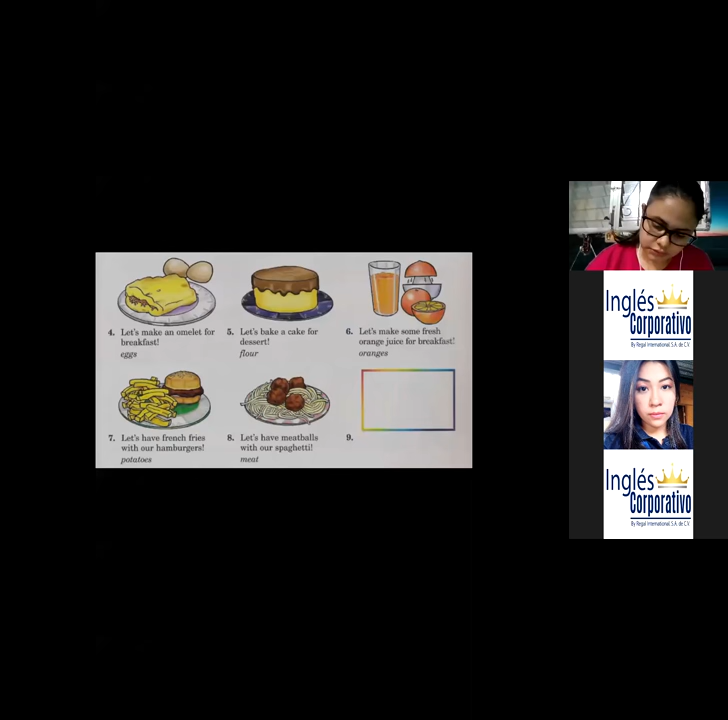 4. Let's make an omelet for
breakfast!
eggs
5. Let's bake a cake for
dessert!
flour
6. Let's make some fresh
orange juice for breakfast!
oranges
7. Let's have french fries
with our hamburgers!
potatoes
8. Let's have meatballs
with our spaghetti!
meat
9.
Inglés
Corporativo
By Regal International S.A. de C.V.
Inglés
Corporativo
By Regal International S.A. de C.V.